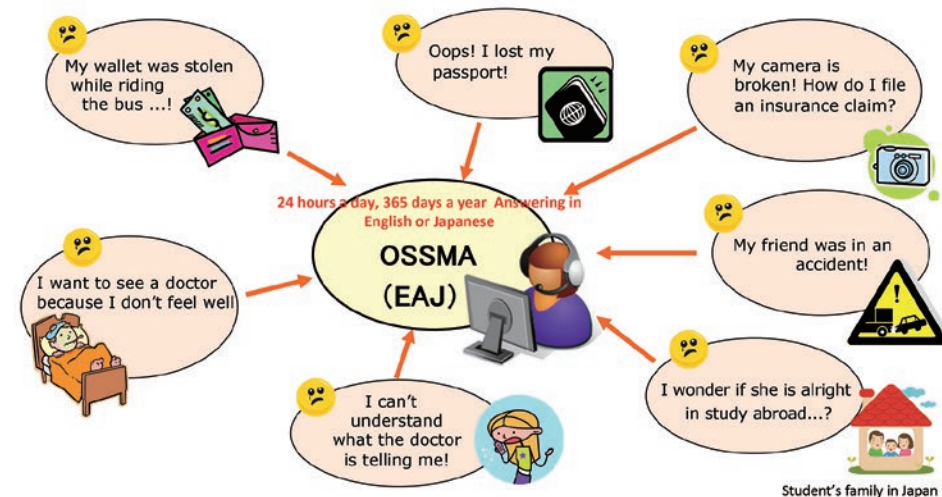 My wallet was stolen
while riding
the bus ...!
Oops! I lost my
passport!
My camera is
broken! How do I file
an insurance claim?
24 hours a day, 365 days a year Answering in
English or Japanese
OSSMA
(EAJ)
My friend was in an
accident!
I want to see a doctor
because I don't feel well
I can't
understand
what the doctor
is telling me!
I wonder if she is alright
in study abroad...?
Student's family in Japan